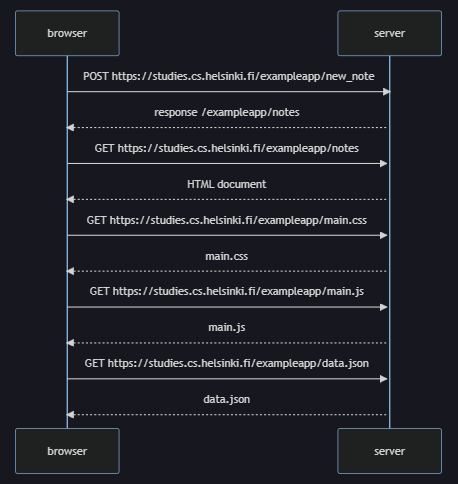 browser server
POST https://studies.cs.helsinki.fi/exampleapp/new_note
response /exampleapp/notes
GET https://studies.cs.helsinki.fi/exampleapp/notes
HTML document
GET https://studies.cs.helsinki.fi/exampleapp/main.css
main.css
GET https://studies.cs.helsinki.fi/exampleapp/main.js
main.js
GET https://studies.cs.helsinki.fi/exampleapp/data.json
data.json
browser server